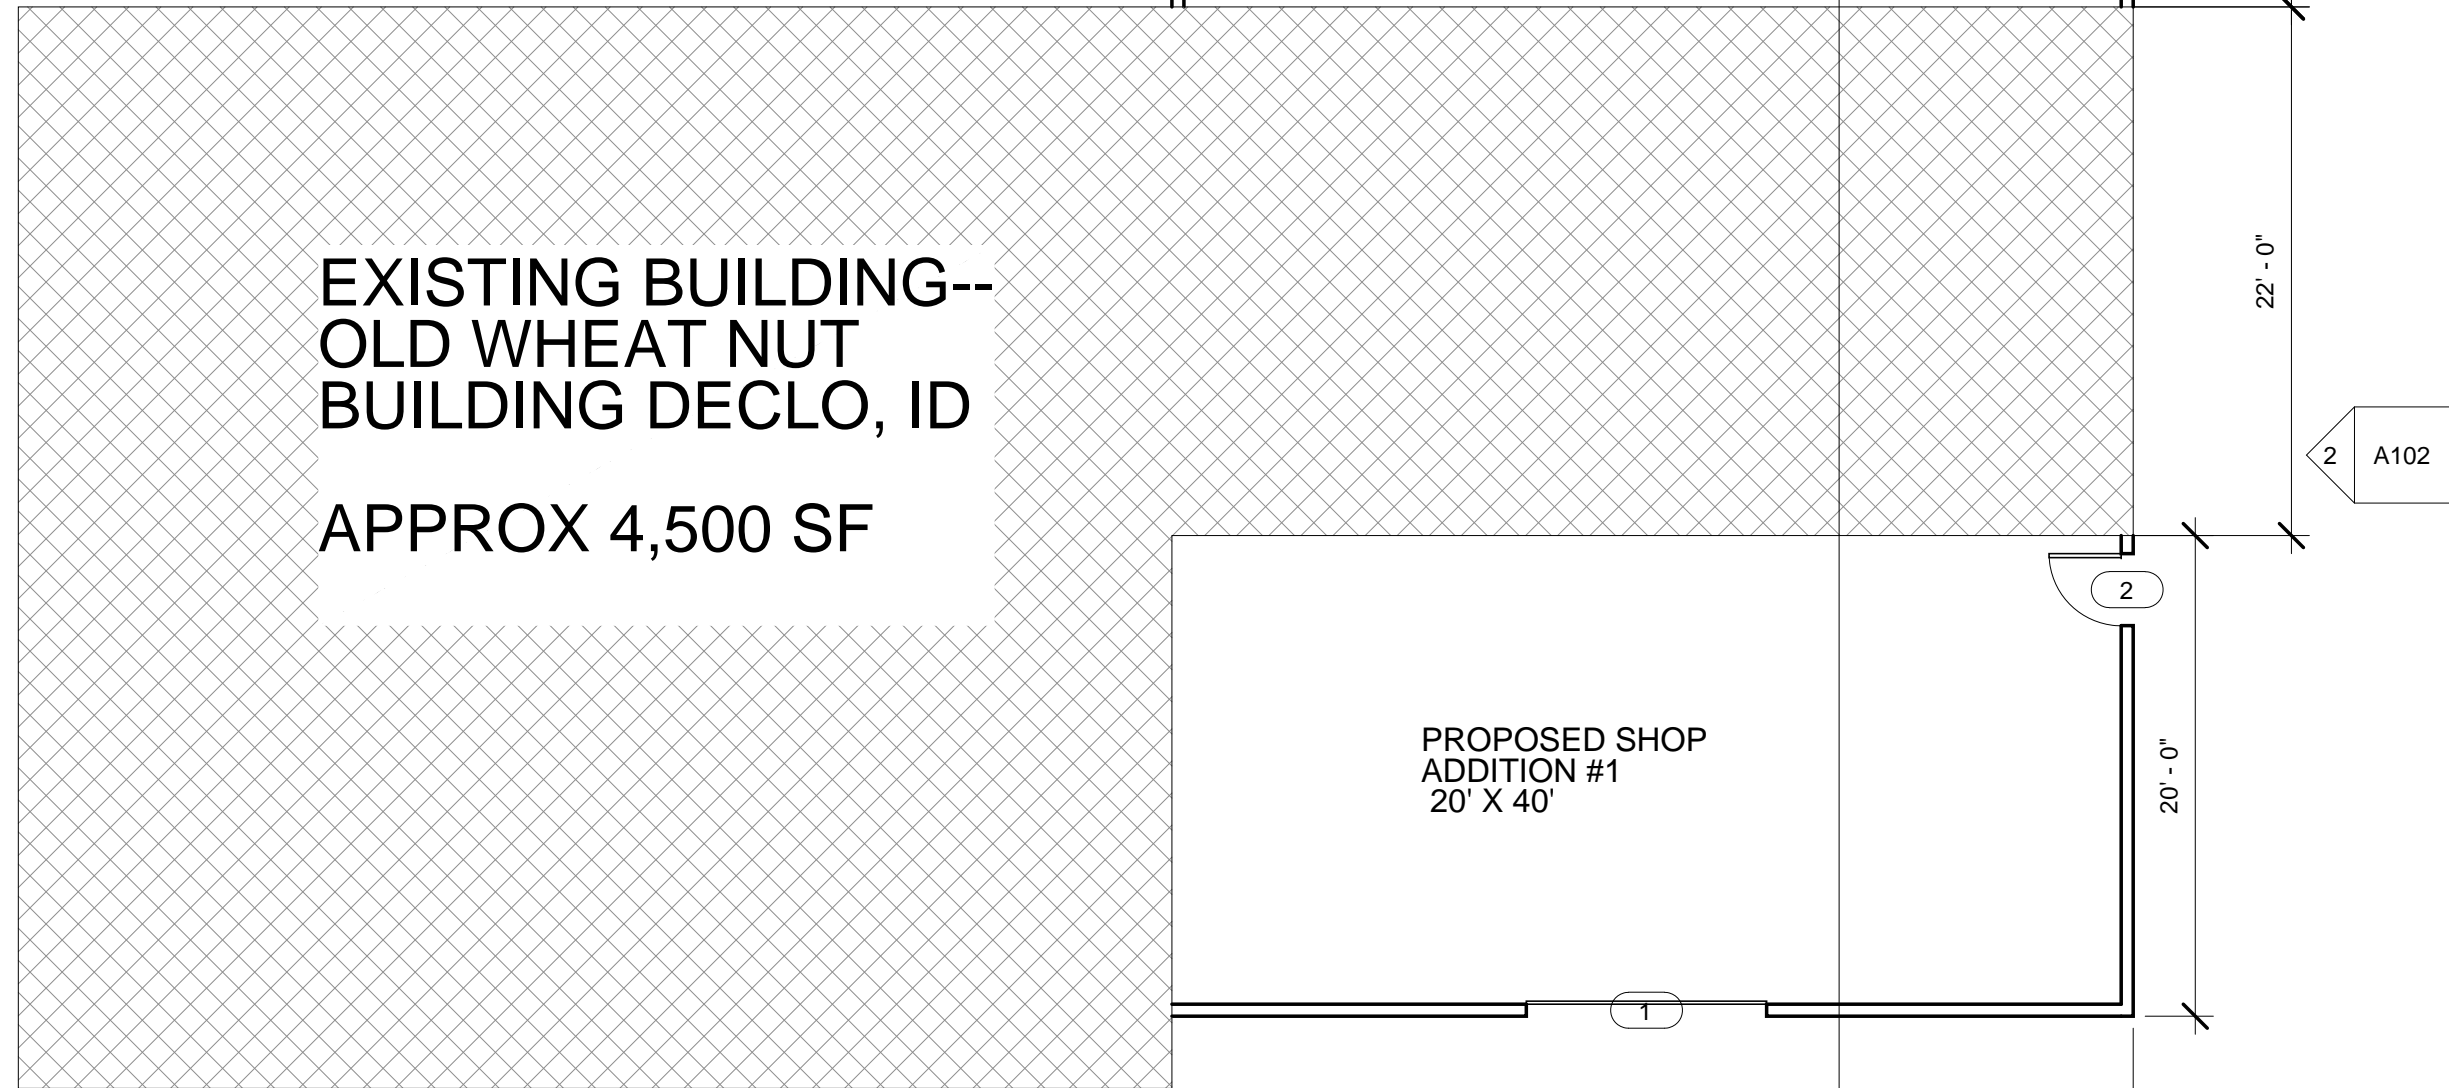 EXISTING BUILDING--
OLD WHEAT NUT
BUILDING DECLO, ID
APPROX 4,500 SF
22' - 0"
2
A102
2
PROPOSED SHOP
ADDITION #1
20' X 40'
20' - 0"
1